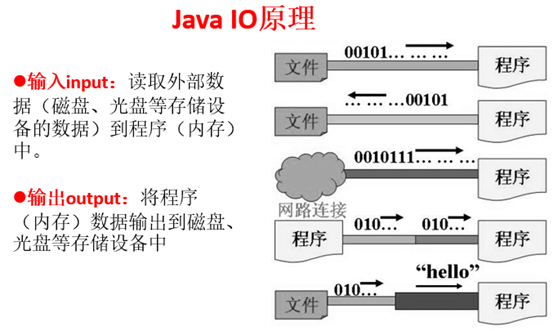 Java IO原理
●输入input：读取外部数
据（磁盘、光盘等存储设
备的数据）到程序（内存）
中。
●输出output：将程序
（内存）数据输出到磁盘、
光盘等存储设备中
00101… … …
文件
程序
… … …00101
文件
程序
0010111… … …
网路连接
程序
010… 010…
程序
程序
“hello”
010…
文件
程序